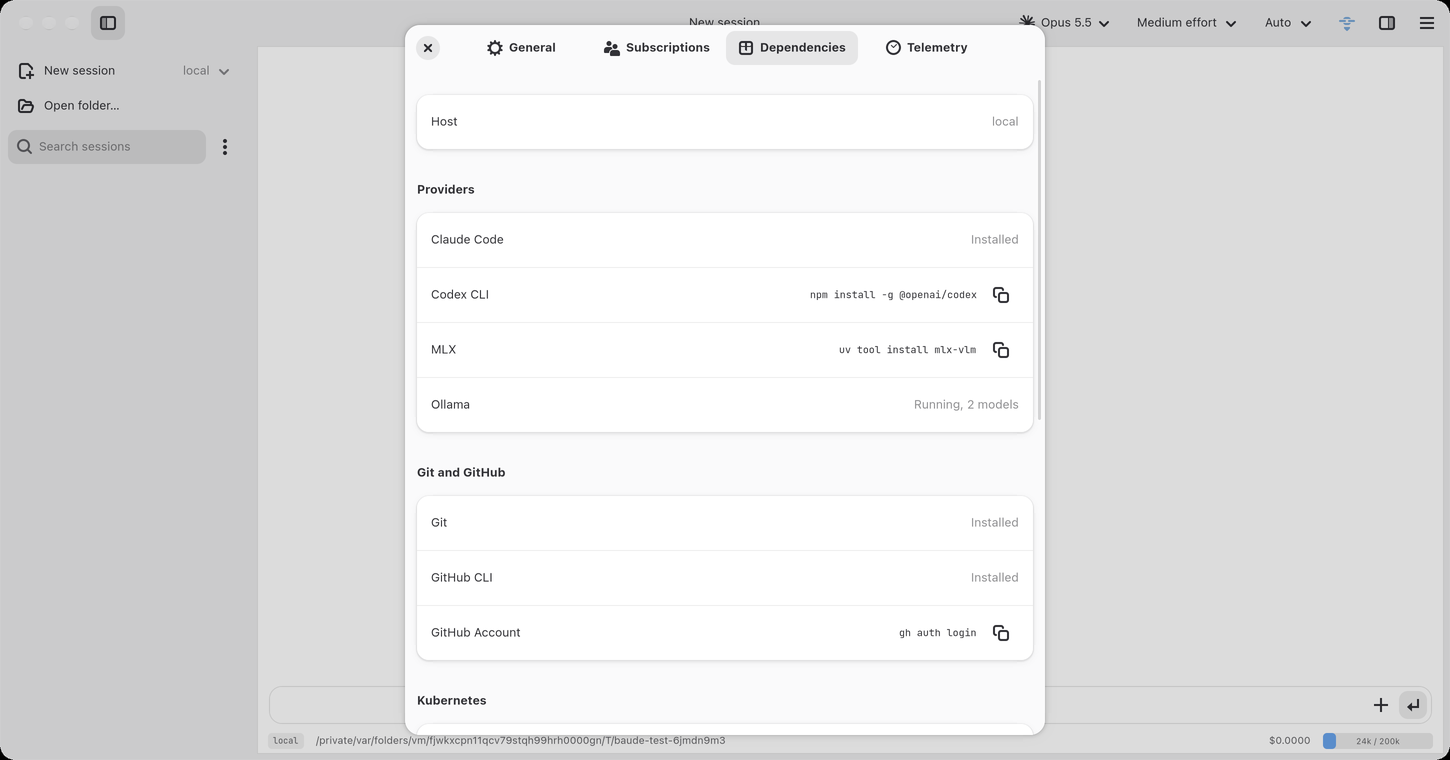 New session
Opus 5.5
Medium effort
Auto
New session
local
Open folder...
Search sessions
General
Subscriptions
Dependencies
Telemetry
Host
local
Providers
Claude Code
Installed
Codex CLI
npm install -g @openai/codex
MLX
uv tool install mlx-vlm
Ollama
Running, 2 models
Git and GitHub
Git
Installed
GitHub CLI
Installed
GitHub Account
gh auth login
Kubernetes
local
/private/var/folders/vm/fjwkxcpn11qcv79stqh99hrh0000gn/T/baude-test-6jmdn9m3
$0.0000
24k / 200k